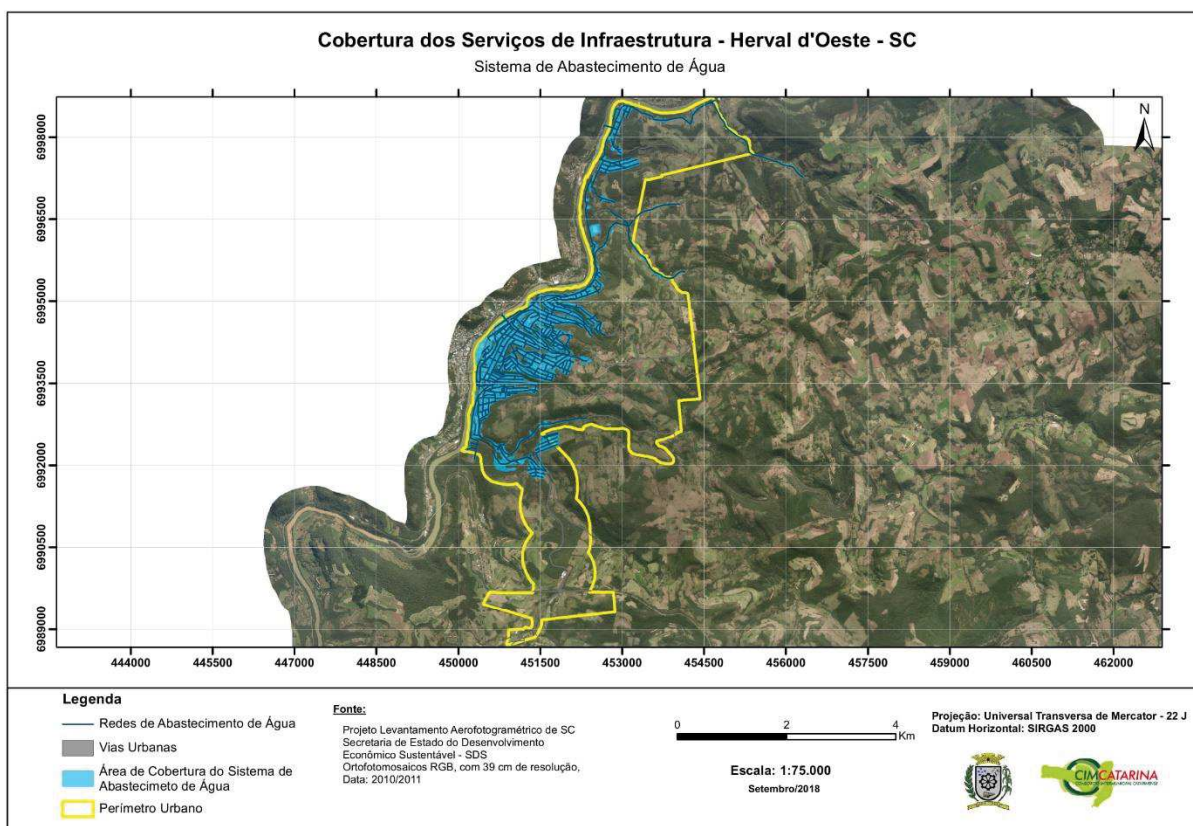 Cobertura dos Serviços de Infraestrutura - Herval d'Oeste - SC
Sistema de Abastecimento de Água
N
6998000
6996500
6995000
6993500
6992000
6990500
6989000
444000 445500 447000 448500 450000 451500 453000 454500 456000 457500 459000 460500 462000
Legenda
Redes de Abastecimento de Água
Vias Urbanas
Área de Cobertura do Sistema de
Abastecimeto de Água
Perímetro Urbano
Fonte:
Projeto Levantamento Aerofotogramétrico de SC
Secretaria de Estado do Desenvolvimento
Econômico Sustentável - SDS
Ortofotomosaicos RGB, com 39 cm de resolução,
Data: 2010/2011
0 2 4
Km
Escala: 1:75.000
Setembro/2018
Projeção: Universal Transversa de Mercator - 22 J
Datum Horizontal: SIRGAS 2000
CIMCATARINA